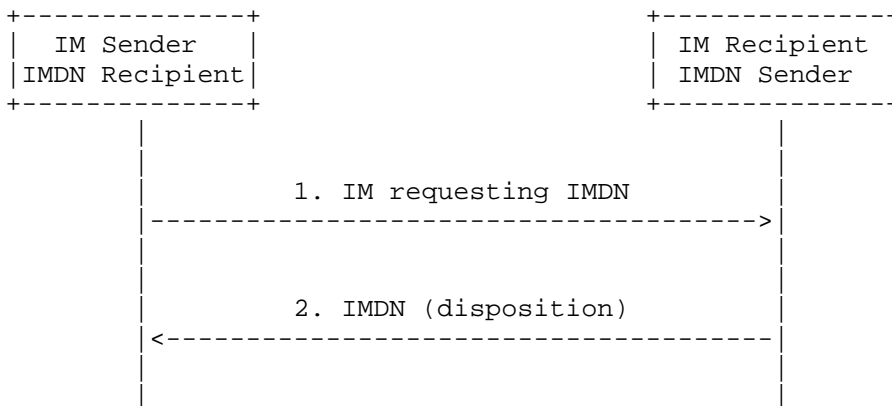 IM Sender
IM Recipient
IMDN Recipient
IMDN Sender
1. IM requesting IMDN
2. IMDN (disposition)